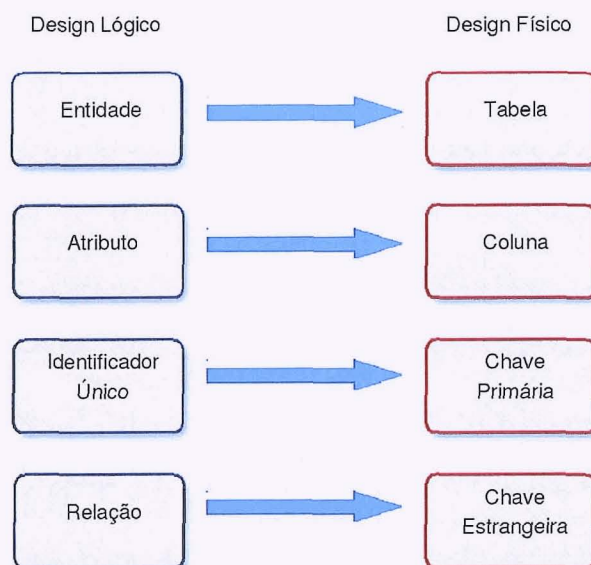 Design Lógico
Design Físico
Entidade
Tabela
Atributo
Coluna
Identificador
Único
Chave
Primária
Relação
Chave
Estrangeira